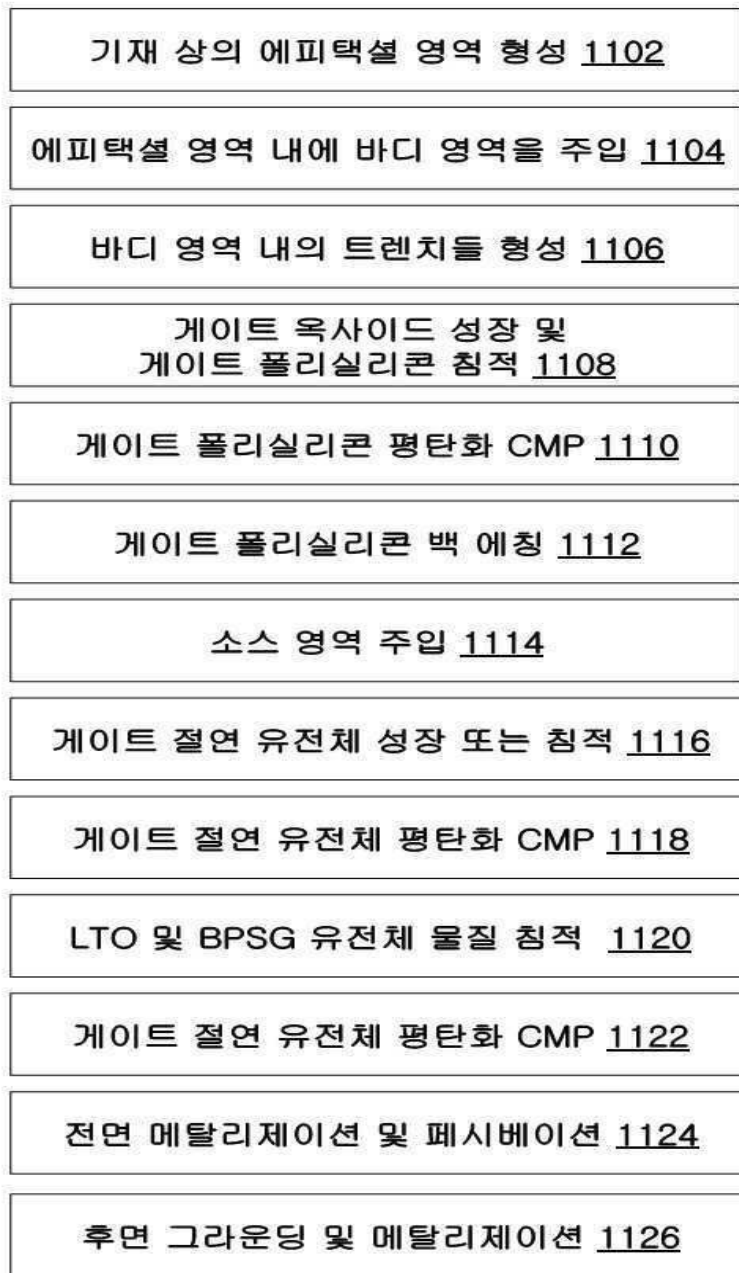 기재 상의 에피택셜 영역 형성 1102
에피택셜 영역 내에 바디 영역을 주입 1104
바디 영역 내의 트렌치들 형성 1106
게이트 옥사이드 성장 및
게이트 폴리실리콘 침적 1108
게이트 폴리실리콘 평탄화 CMP 1110
게이트 폴리실리콘 백 에칭 1112
소스 영역 주입 1114
게이트 절연 유전체 성장 또는 침적 1116
게이트 절연 유전체 평탄화 CMP 1118
LTO 및 BPSG 유전체 물질 침적 1120
게이트 절연 유전체 평탄화 CMP 1122
전면 메탈리제이션 및 페시베이션 1124
후면 그라운딩 및 메탈리제이션 1126